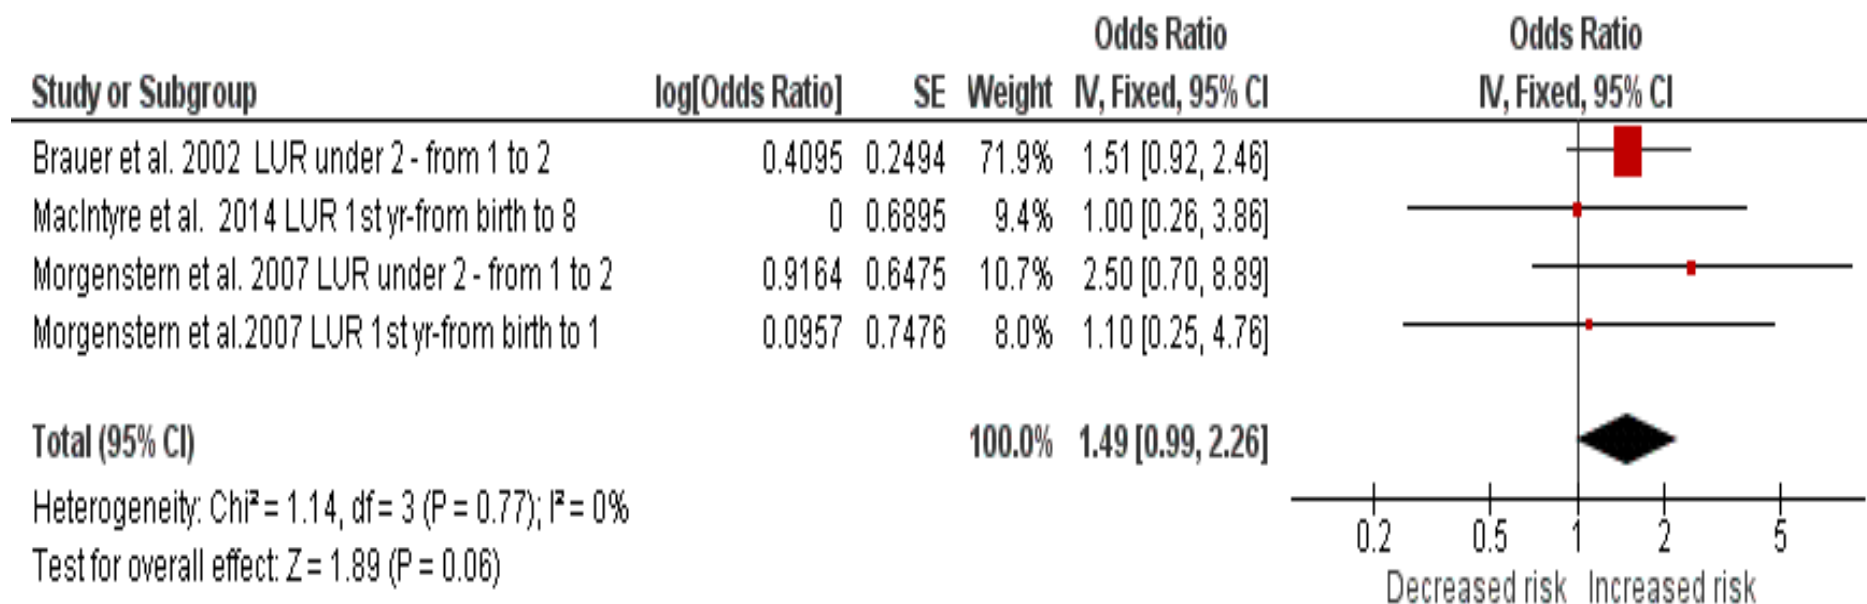 Odds Ratio Odds Ratio
Study or Subgroup log[Odds Ratio] SE Weight IV, Fixed, 95% CI IV, Fixed, 95% CI
Brauer et al. 2002 LUR under 2 - from 1 to 2 0.4095 0.2494 71.9% 1.51 [0.92, 2.46]
MacIntyre et al. 2014 LUR 1st yr-from birth to 8 0 0.6895 9.4% 1.00 [0.26, 3.86]
Morgenstern et al. 2007 LUR under 2 - from 1 to 2 0.9164 0.6475 10.7% 2.50 [0.70, 8.89]
Morgenstern et al.2007 LUR 1st yr-from birth to 1 0.0957 0.7476 8.0% 1.10 [0.25, 4.76]
Total (95% CI) 100.0% 1.49 [0.99, 2.26]
Heterogeneity: Chi² = 1.14, df = 3 (P = 0.77); I² = 0%
Test for overall effect: Z = 1.89 (P = 0.06)
0.2 0.5 1 2 5
Decreased risk Increased risk